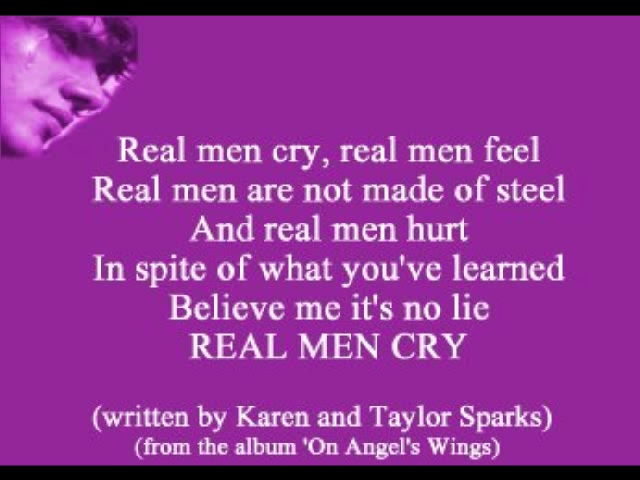 Real men cry, real men feel
Real men are not made of steel
And real men hurt
In spite of what you've learned
Believe me it's no lie
REAL MEN CRY
(written by Karen and Taylor Sparks)
(from the album 'On Angel's Wings)